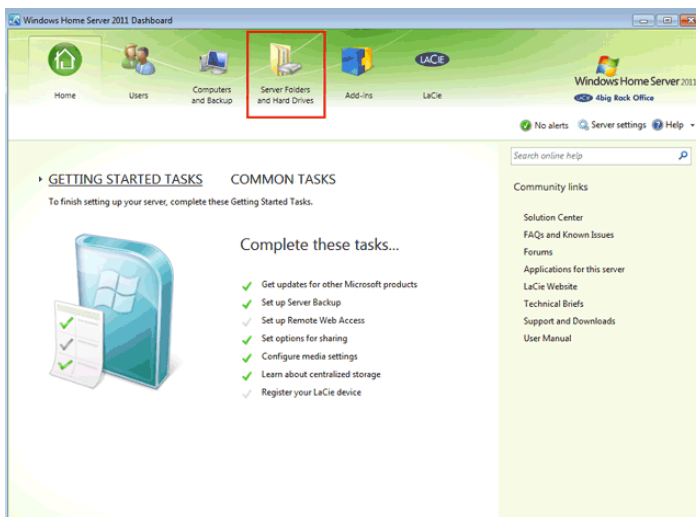 Windows Home Server 2011 Dashboard
Home
Users
Computers
and Backup
Server Folders
and Hard Drives
Add-ins
LACIE
LaCie
Windows Home Server 2011
LACIE 4big Rack Office
No alerts
Server settings
Help
Search online help
GETTING STARTED TASKS
COMMON TASKS
To finish setting up your server, complete these Getting Started Tasks.
Complete these tasks...
Get updates for other Microsoft products
Set up Server Backup
Set up Remote Web Access
Set options for sharing
Configure media settings
Learn about centralized storage
Register your LaCie device
Community links
Solution Center
FAQs and Known Issues
Forums
Applications for this server
LaCie Website
Technical Briefs
Support and Downloads
User Manual